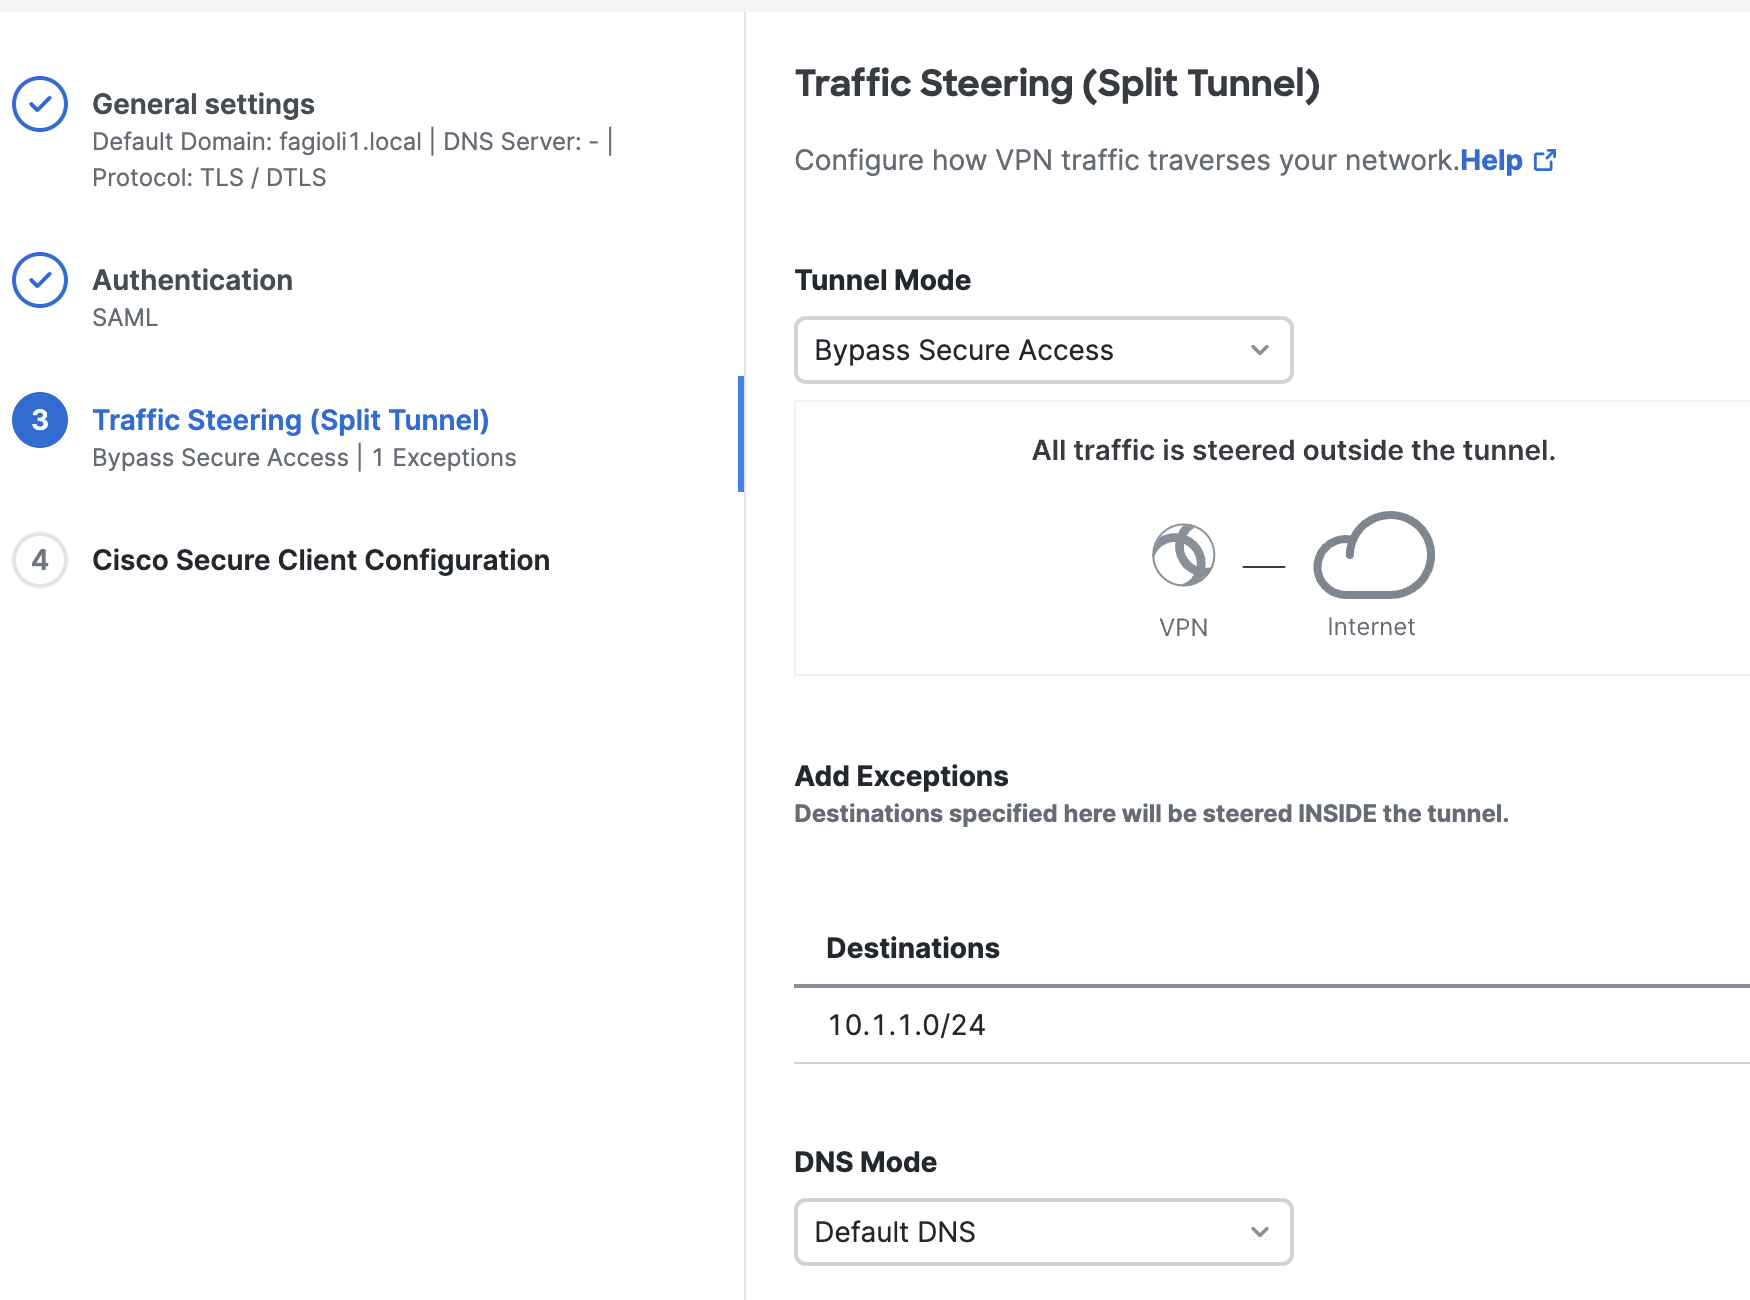 General settings
Default Domain: fagioli1.local | DNS Server: - |
Protocol: TLS / DTLS
Authentication
SAML
3
Traffic Steering (Split Tunnel)
Bypass Secure Access | 1 Exceptions
4
Cisco Secure Client Configuration
Traffic Steering (Split Tunnel)
Configure how VPN traffic traverses your network.Help
Tunnel Mode
Bypass Secure Access
All traffic is steered outside the tunnel.
VPN
Internet
Add Exceptions
Destinations specified here will be steered INSIDE the tunnel.
Destinations
10.1.1.0/24
DNS Mode
Default DNS